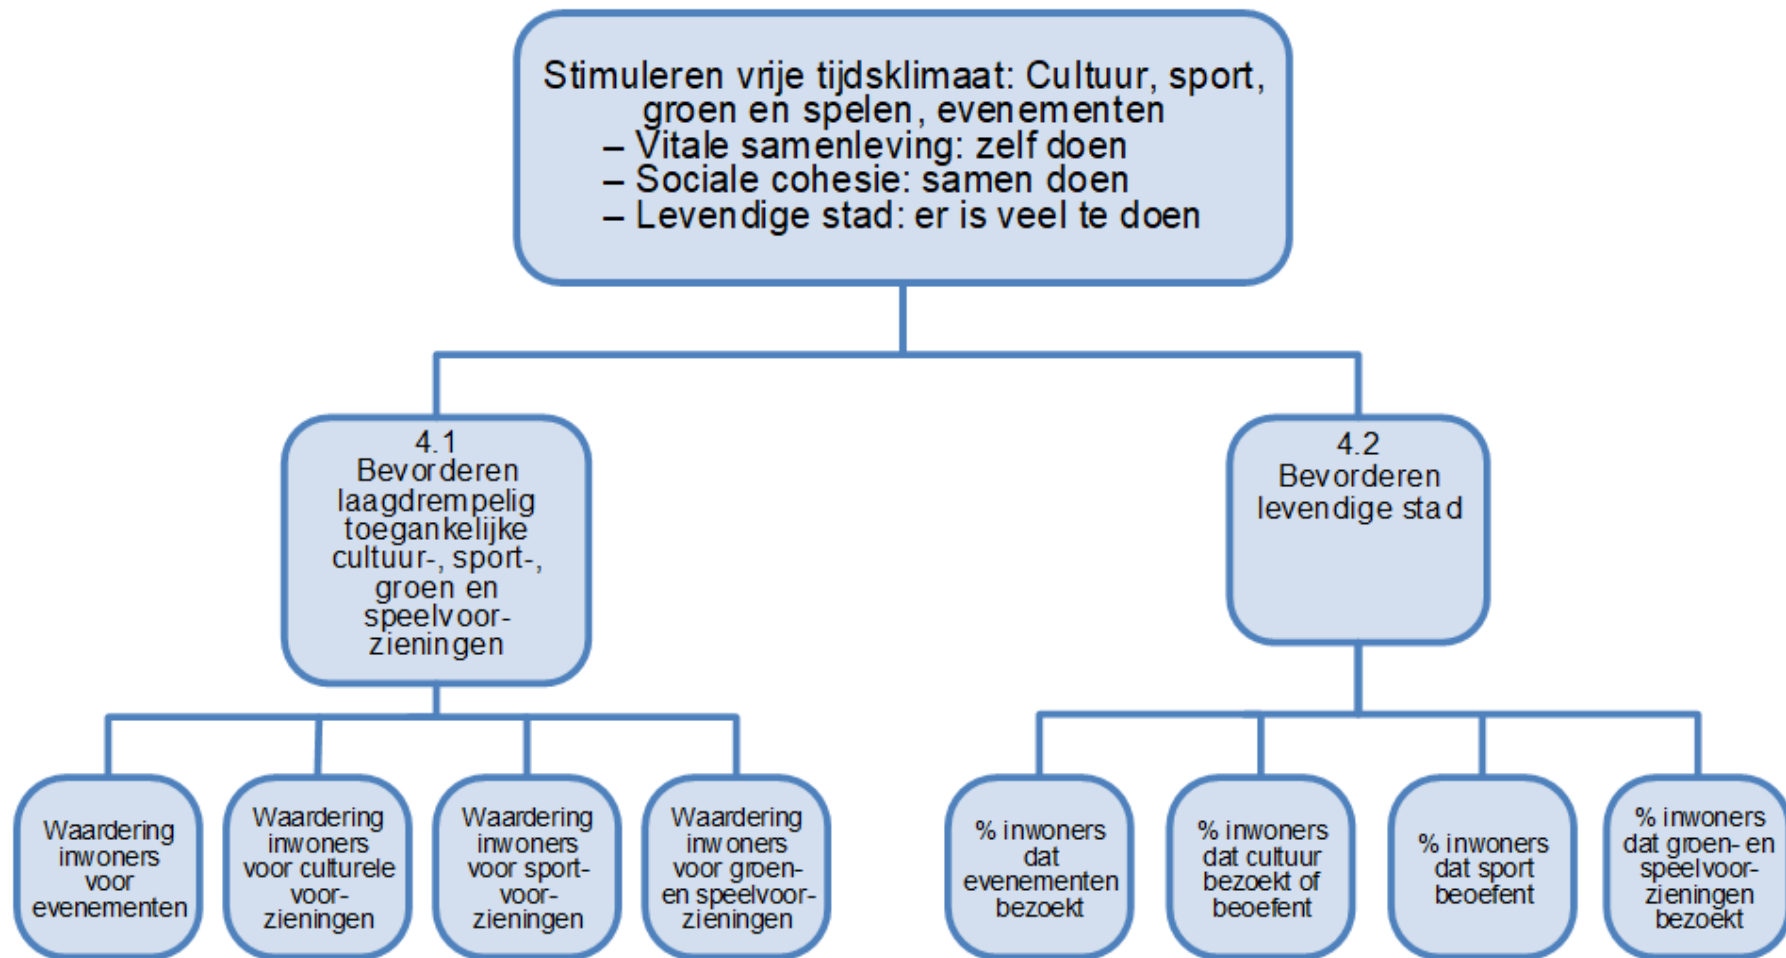 Stimuleren vrije tijdsklimaat: Cultuur, sport,
groen en spelen, evenementen
– Vitale samenleving: zelf doen
– Sociale cohesie: samen doen
– Levendige stad: er is veel te doen
4.1
Bevorderen
laagdrempelig
toegankelijke
cultuur-, sport-,
groen en
speelvoor-
zieningen
4.2
Bevorderen
levendige stad
Waardering
inwoners
voor
evenementen
Waardering
inwoners
voor culturele
voor-
zieningen
Waardering
inwoners
voor sport-
voor-
zieningen
Waardering
inwoners
voor groen-
en speelvoor-
zieningen
% inwoners
dat
evenementen
bezoekt
% inwoners
dat cultuur
bezoekt of
beoefent
% inwoners
dat sport
beoefent
% inwoners
dat groen- en
speelvoor-
zieningen
bezoekt